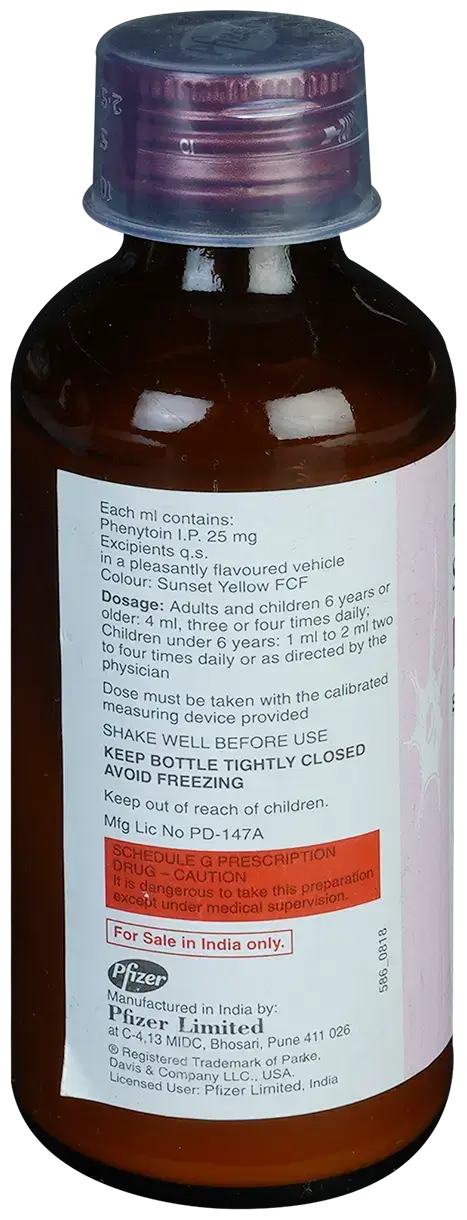 2.5
5
10
Each ml contains:
Phenytoin I.P. 25 mg
Excipients q.s.
in a pleasantly flavoured vehicle
Colour: Sunset Yellow FCF
Dosage: Adults and children 6 years or
older: 4 ml, three or four times daily;
Children under 6 years: 1 ml to 2 ml two
to four times daily or as directed by the
physician
Dose must be taken with the calibrated
measuring device provided
SHAKE WELL BEFORE USE
KEEP BOTTLE TIGHTLY CLOSED
AVOID FREEZING
Keep out of reach of children.
Mfg Lic No PD-147A
SCHEDULE G PRESCRIPTION
DRUG – CAUTION
It is dangerous to take this preparation
except under medical supervision.
For Sale in India only.
586_0818
Pfizer
Manufactured in India by:
Pfizer Limited
at C-4,13 MIDC, Bhosari, Pune 411 026
® Registered Trademark of Parke,
Davis & Company LLC., USA.
Licensed User: Pfizer Limited, India